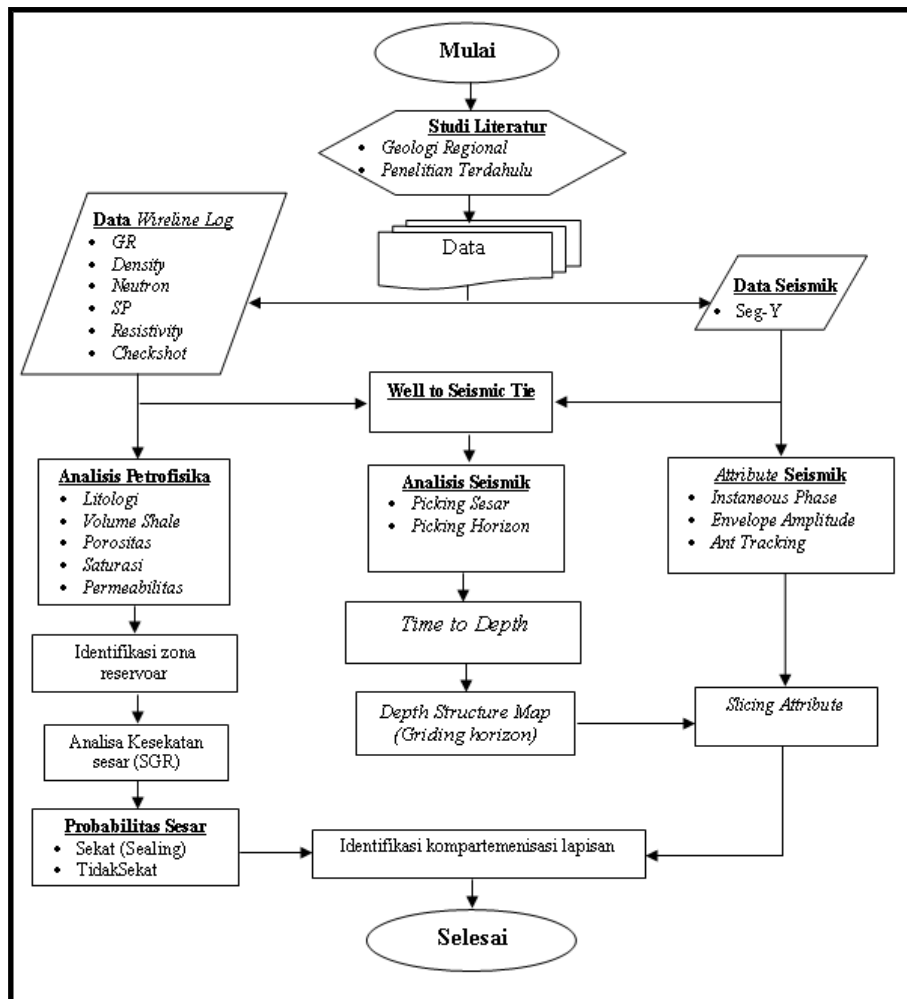 Mulai
Studi Literatur
• Geologi Regional
• Penelitian Terdahulu
Data
Data Wireline Log
• GR
• Density
• Neutron
• SP
• Resistivity
• Checkshot
Data Seismik
• Seg-Y
Well to Seismic Tie
Analisis Petrofisika
• Litologi
• Volume Shale
• Porositas
• Saturasi
• Permeabilitas
Analisis Seismik
• Picking Sesar
• Picking Horizon
Attribute Seismik
• Instaneous Phase
• Envelope Amplitude
• Ant Tracking
Time to Depth
Identifikasi zona
reservoar
Depth Structure Map
(Griding horizon)
Slicing Attribute
Analisa Kesekatan
sesar (SGR)
Probabilitas Sesar
• Sekat (Sealing)
• TidakSekat
Identifikasi kompartemenisasi lapisan
Selesai